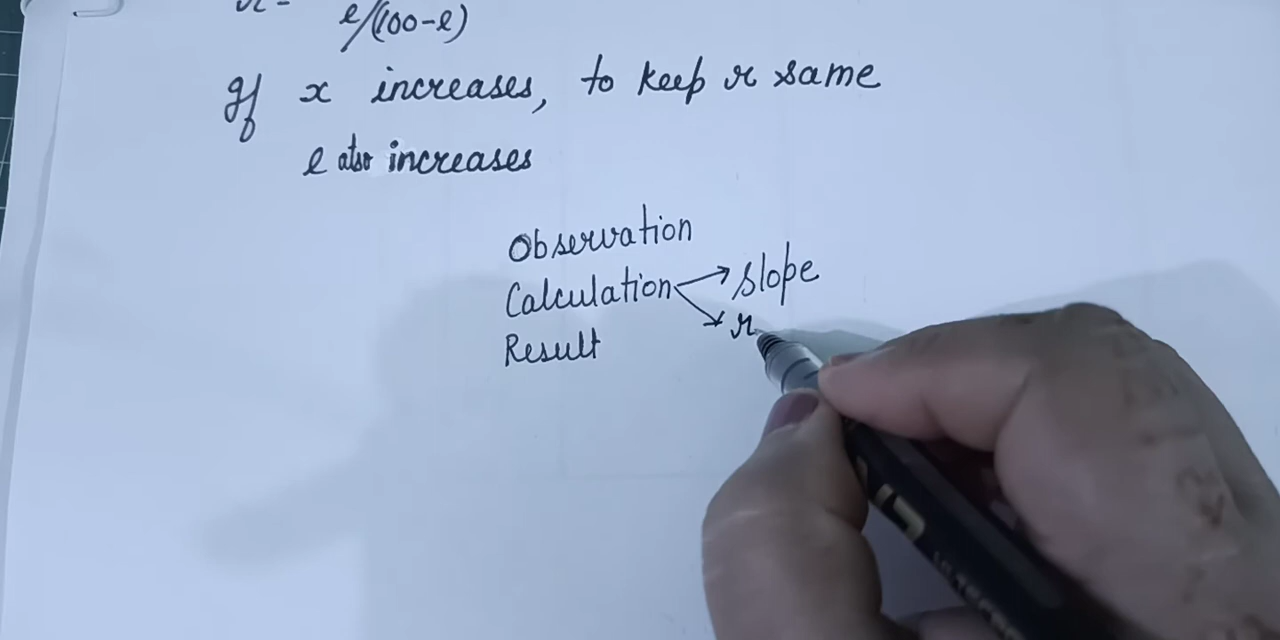 e/(100-l)
If x increases, to keep r same
l also increases
Observation
Calculation → slope
→ r
Result